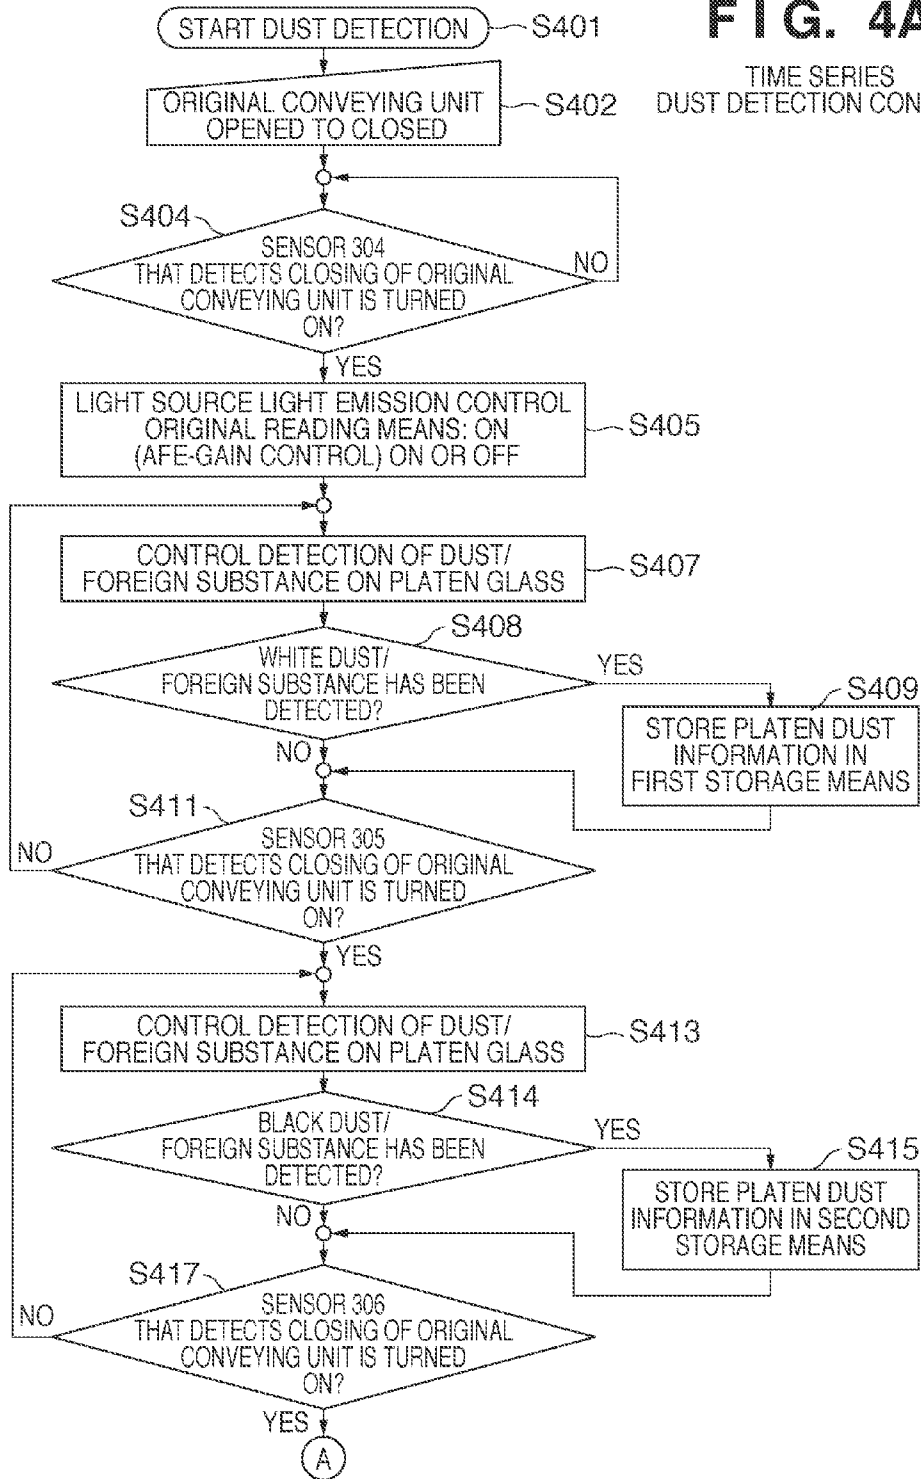 FIG. 4A
TIME SERIES
DUST DETECTION CON
START DUST DETECTION
S401
ORIGINAL CONVEYING UNIT
OPENED TO CLOSED
S402
S404
SENSOR 304
THAT DETECTS CLOSING OF ORIGINAL
CONVEYING UNIT IS TURNED
ON?
NO
YES
LIGHT SOURCE LIGHT EMISSION CONTROL
ORIGINAL READING MEANS: ON
(AFE-GAIN CONTROL) ON OR OFF
S405
CONTROL DETECTION OF DUST/
FOREIGN SUBSTANCE ON PLATEN GLASS
S407
S408
WHITE DUST/
FOREIGN SUBSTANCE HAS BEEN
DETECTED?
YES
S409
STORE PLATEN DUST
INFORMATION IN
FIRST STORAGE MEANS
NO
S411
SENSOR 305
THAT DETECTS CLOSING OF ORIGINAL
CONVEYING UNIT IS TURNED
ON?
NO
YES
CONTROL DETECTION OF DUST/
FOREIGN SUBSTANCE ON PLATEN GLASS
S413
S414
BLACK DUST/
FOREIGN SUBSTANCE HAS BEEN
DETECTED?
YES
S415
STORE PLATEN DUST
INFORMATION IN SECOND
STORAGE MEANS
NO
S417
SENSOR 306
THAT DETECTS CLOSING OF ORIGINAL
CONVEYING UNIT IS TURNED
ON?
NO
YES
A